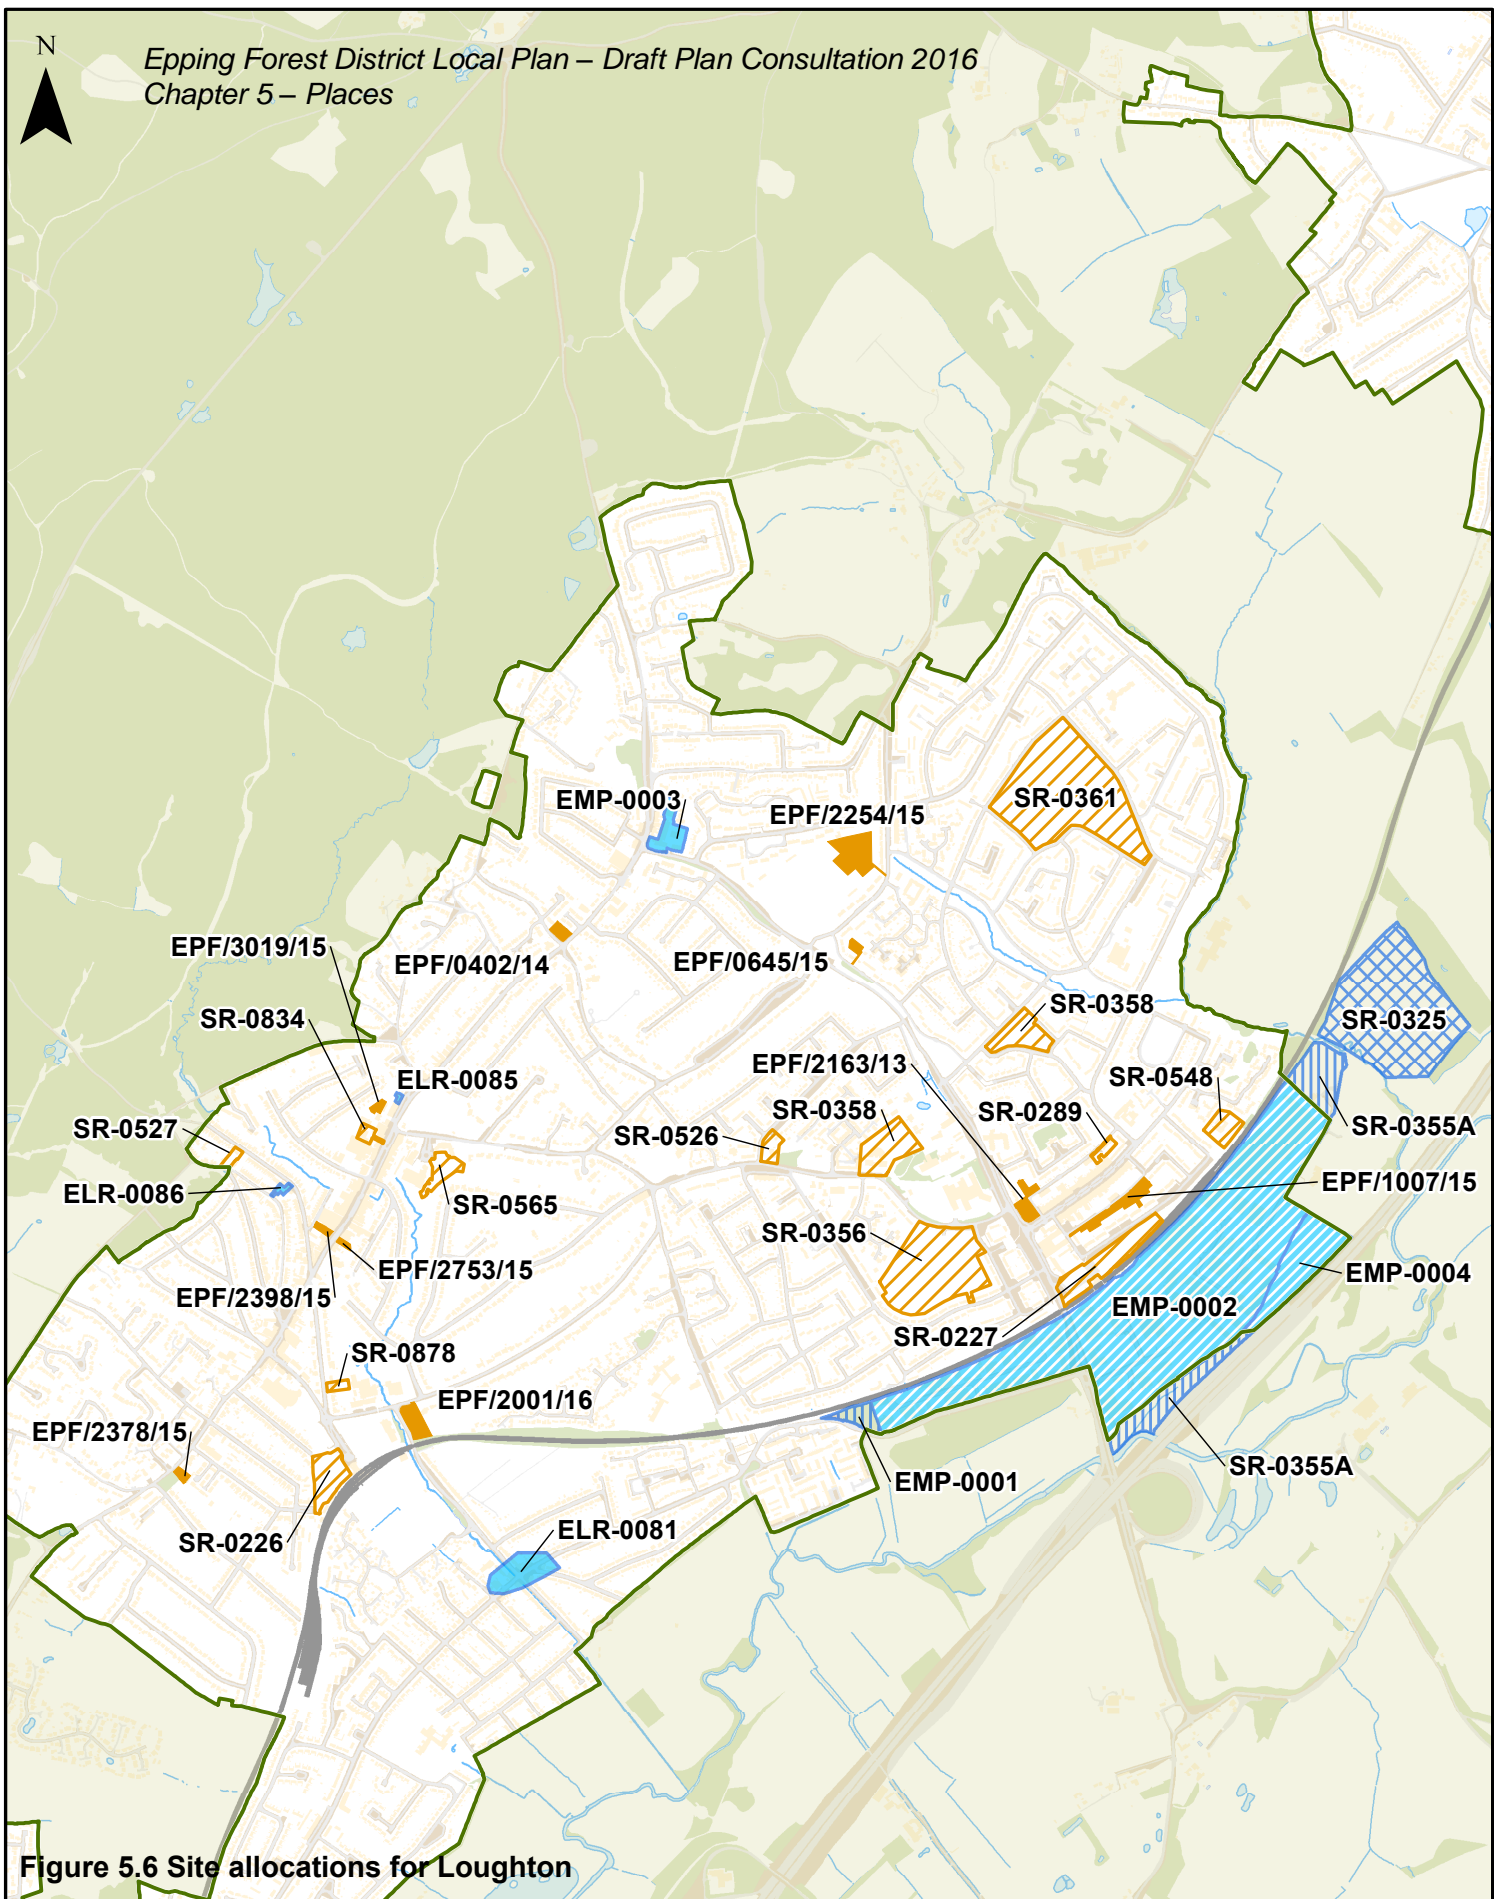 N
Epping Forest District Local Plan – Draft Plan Consultation 2016
Chapter 5 – Places
EMP-0003
EPF/2254/15
SR-0361
EPF/3019/15
EPF/0402/14
EPF/0645/15
SR-0834
SR-0358
SR-0325
EPF/2163/13
ELR-0085
SR-0548
SR-0358
SR-0289
SR-0527
SR-0526
SR-0355A
ELR-0086
SR-0565
EPF/1007/15
SR-0356
EPF/2753/15
EMP-0004
EPF/2398/15
EMP-0002
SR-0227
SR-0878
EPF/2001/16
EPF/2378/15
SR-0355A
EMP-0001
ELR-0081
SR-0226
Figure 5.6 Site allocations for Loughton